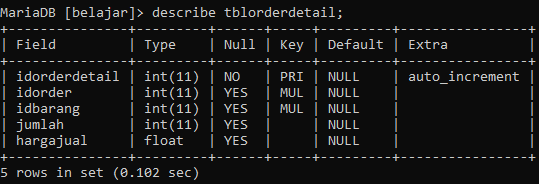 MariaDB [belajar]> describe tblorderdetail;
+---------------+---------+------+-----+---------+----------------+
| Field         | Type    | Null | Key | Default | Extra          |
+---------------+---------+------+-----+---------+----------------+
| idorderdetail | int(11) | NO   | PRI | NULL    | auto_increment |
| idorder       | int(11) | YES  | MUL | NULL    |                |
| idbarang      | int(11) | YES  | MUL | NULL    |                |
| jumlah        | int(11) | YES  |     | NULL    |                |
| hargajual     | float   | YES  |     | NULL    |                |
+---------------+---------+------+-----+---------+----------------+
5 rows in set (0.102 sec)